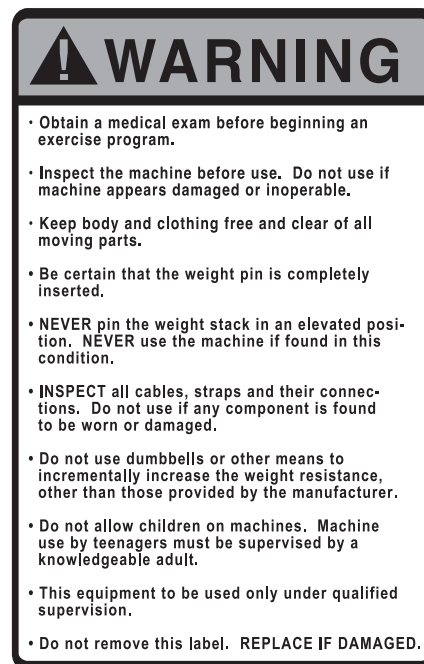 WARNING
· Obtain a medical exam before beginning an
exercise program.
· Inspect the machine before use. Do not use if
machine appears damaged or inoperable.
· Keep body and clothing free and clear of all
moving parts.
• Be certain that the weight pin is completely
inserted.
• NEVER pin the weight stack in an elevated posi-
tion. NEVER use the machine if found in this
condition.
• INSPECT all cables, straps and their connec-
tions. Do not use if any component is found
to be worn or damaged.
• Do not use dumbbells or other means to
incrementally increase the weight resistance,
other than those provided by the manufacturer.
• Do not allow children on machines. Machine
use by teenagers must be supervised by a
knowledgeable adult.
• This equipment to be used only under qualified
supervision.
• Do not remove this label. REPLACE IF DAMAGED.